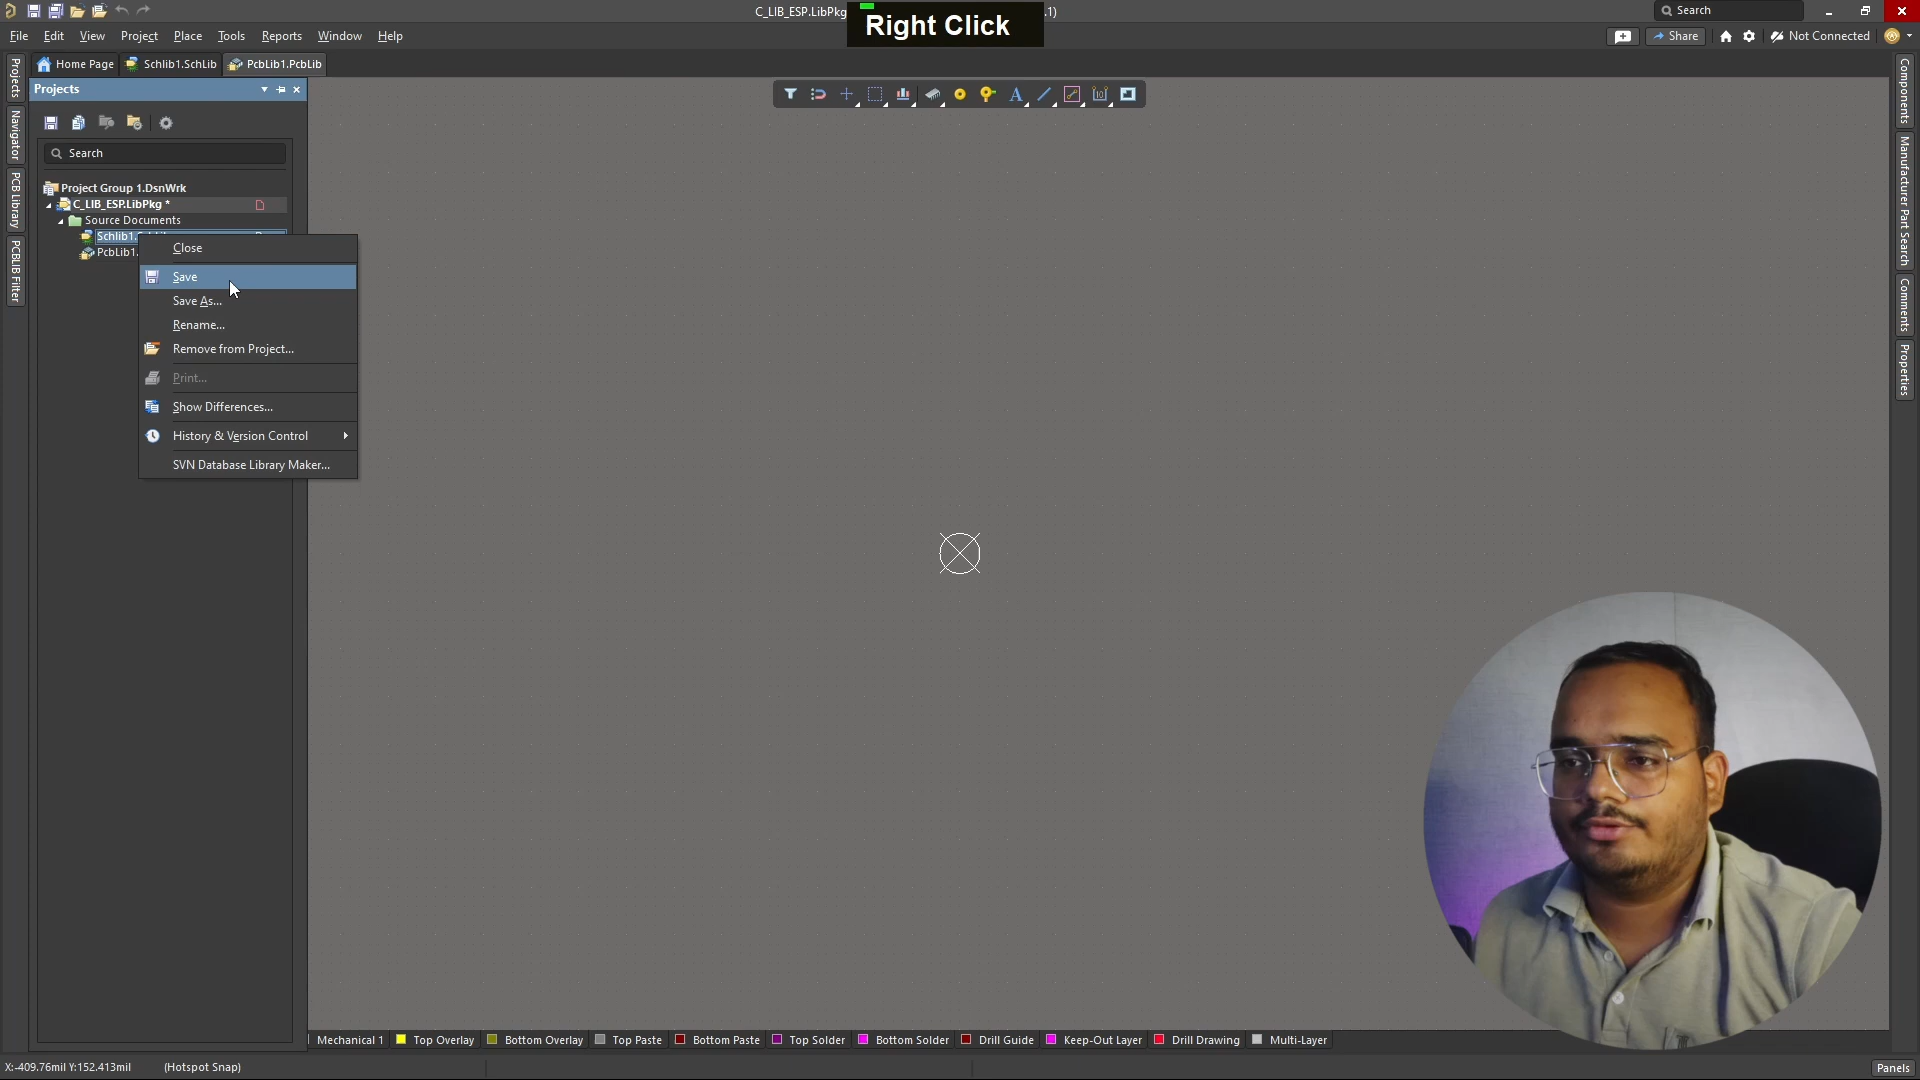 C_LIB_ESP.LibPkg
.1)
Right Click
Search
File
Edit
View
Project
Place
Tools
Reports
Window
Help
Share
Not Connected
Home Page
Schlib1.SchLib
PcbLib1.PcbLib
Projects
Projects
Navigator
PCB Library
PCBLIB Filter
Search
Project Group 1.DsnWrk
C_LIB_ESP.LibPkg *
Source Documents
Schlib1.
PcbLib1.
Close
Save
Save As...
Rename...
Remove from Project...
Print...
Show Differences...
History & Version Control
SVN Database Library Maker...
Components
Manufacturer Part Search
Comments
Properties
Mechanical 1
Top Overlay
Bottom Overlay
Top Paste
Bottom Paste
Top Solder
Bottom Solder
Drill Guide
Keep-Out Layer
Drill Drawing
Multi-Layer
X:-409.76mil Y:152.413mil
(Hotspot Snap)
Panels